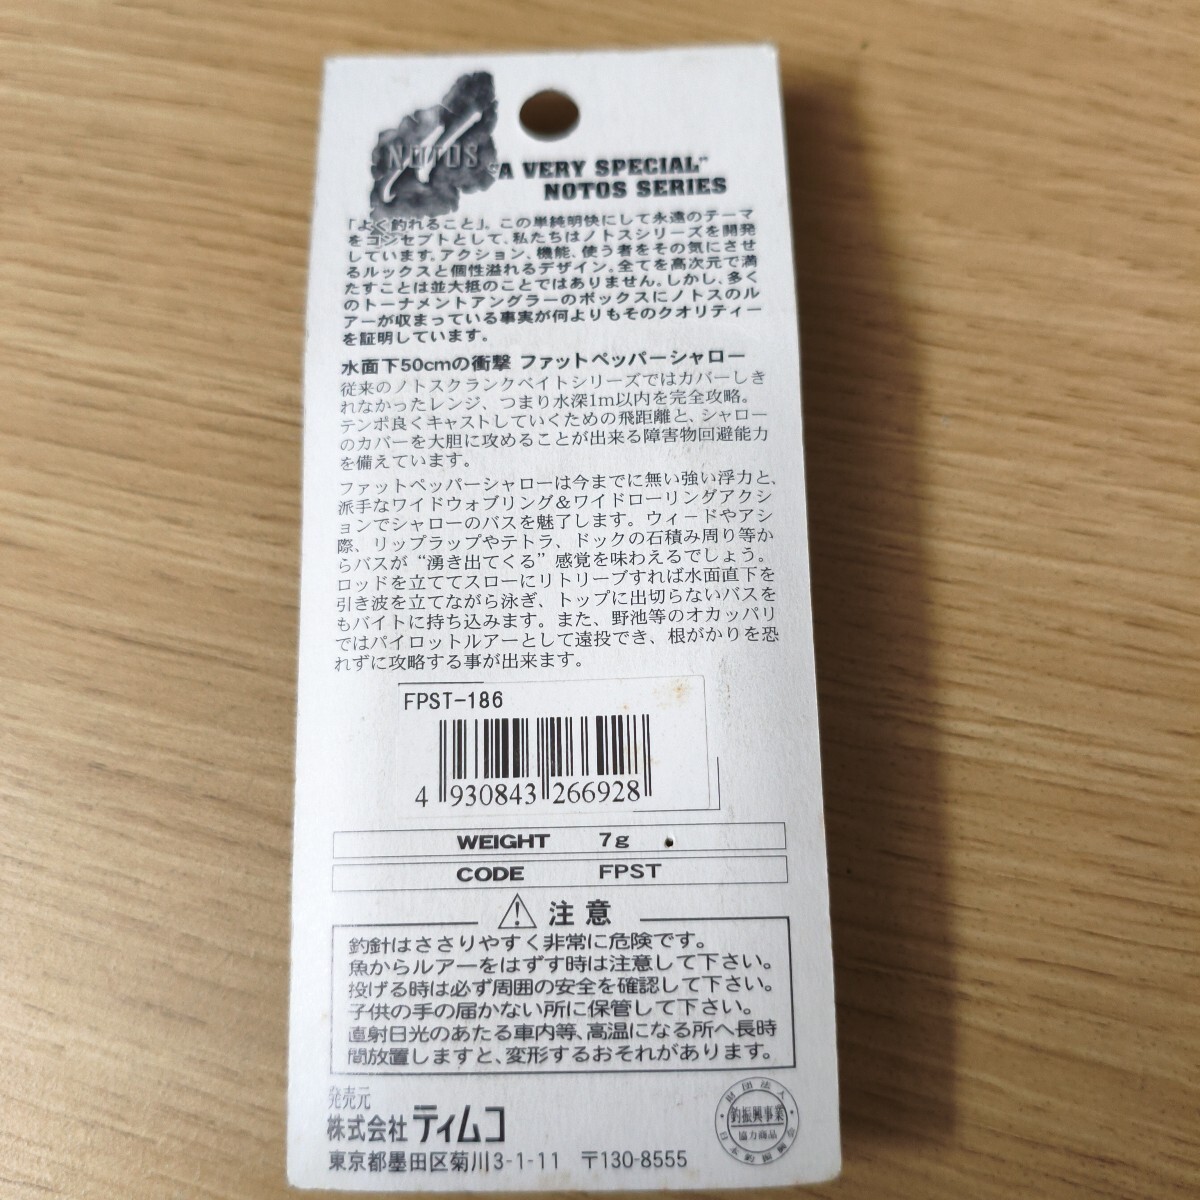 NOTOS
"A VERY SPECIAL"
NOTOS SERIES
「よく釣れること」。この単純明快にして永遠のテーマ
をコンセプトとして、私たちはノトスシリーズを開発
しています。アクション、機能、使う者をその気にさせ
るルックスと個性溢れるデザイン。全てを高次元で満
たすことは並大抵のことではありません。しかし、多く
のトーナメントアングラーのボックスにノトスのル
アーが収まっている事実が何よりもそのクオリティー
を証明しています。
水面下50cmの衝撃 ファットペッパーシャロー
従来のノトスクランクベイトシリーズではカバーしき
れなかったレンジ、つまり水深1m以内を完全攻略。
テンポ良くキャストしていくための飛距離と、シャロー
のカバーを大胆に攻めることが出来る障害物回避能力
を備えています。
ファットペッパーシャローは今までに無い強い浮力と、
派手なワイドウォブリング&ワイドローリングアクシ
ョンでシャローのバスを魅了します。ウィードやアシ
際、リップラップやテトラ、ドックの石積み周り等か
らバスが“湧き出てくる”感覚を味わえるでしょう。
ロッドを立ててスローにリトリーブすれば水面直下を
引き波を立てながら泳ぎ、トップに出切らないバスを
もバイトに持ち込みます。また、野池等のオカッパリ
ではパイロットルアーとして遠投でき、根がかりを恐
れずに攻略する事が出来ます。
FPST-186
4 930843 266928
WEIGHT 7g
CODE FPST
注意
釣針はささりやすく非常に危険です。
魚からルアーをはずす時は注意して下さい。
投げる時は必ず周囲の安全を確認して下さい。
子供の手の届かない所に保管して下さい。
直射日光のあたる車内等、高温になる所へ長時
間放置しますと、変形するおそれがあります。
発売元
株式会社 ティムコ
東京都墨田区菊川3-1-11 〒130-8555
財団法人
釣振興事業
協力商品